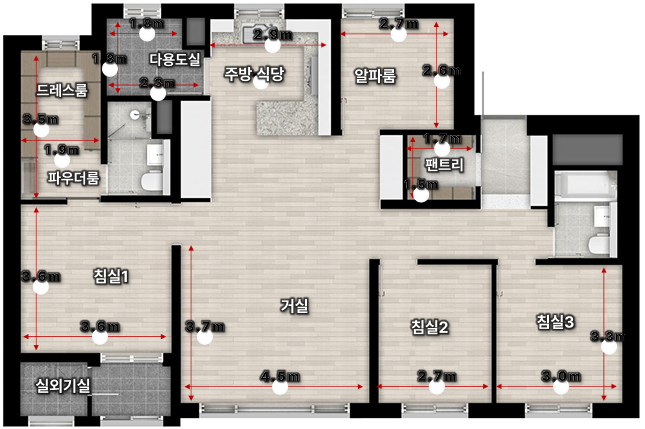 1.9m
2.9m
2.7m
1.6m
다용도실
2.3m
주방 식당
알파룸
2.6m
드레스룸
3.5m
1.9m
파우더룸
1.7m
팬트리
1.5m
3.6m
침실1
3.6m
거실
3.7m
4.5m
침실2
2.7m
침실3
3.3m
3.0m
실외기실